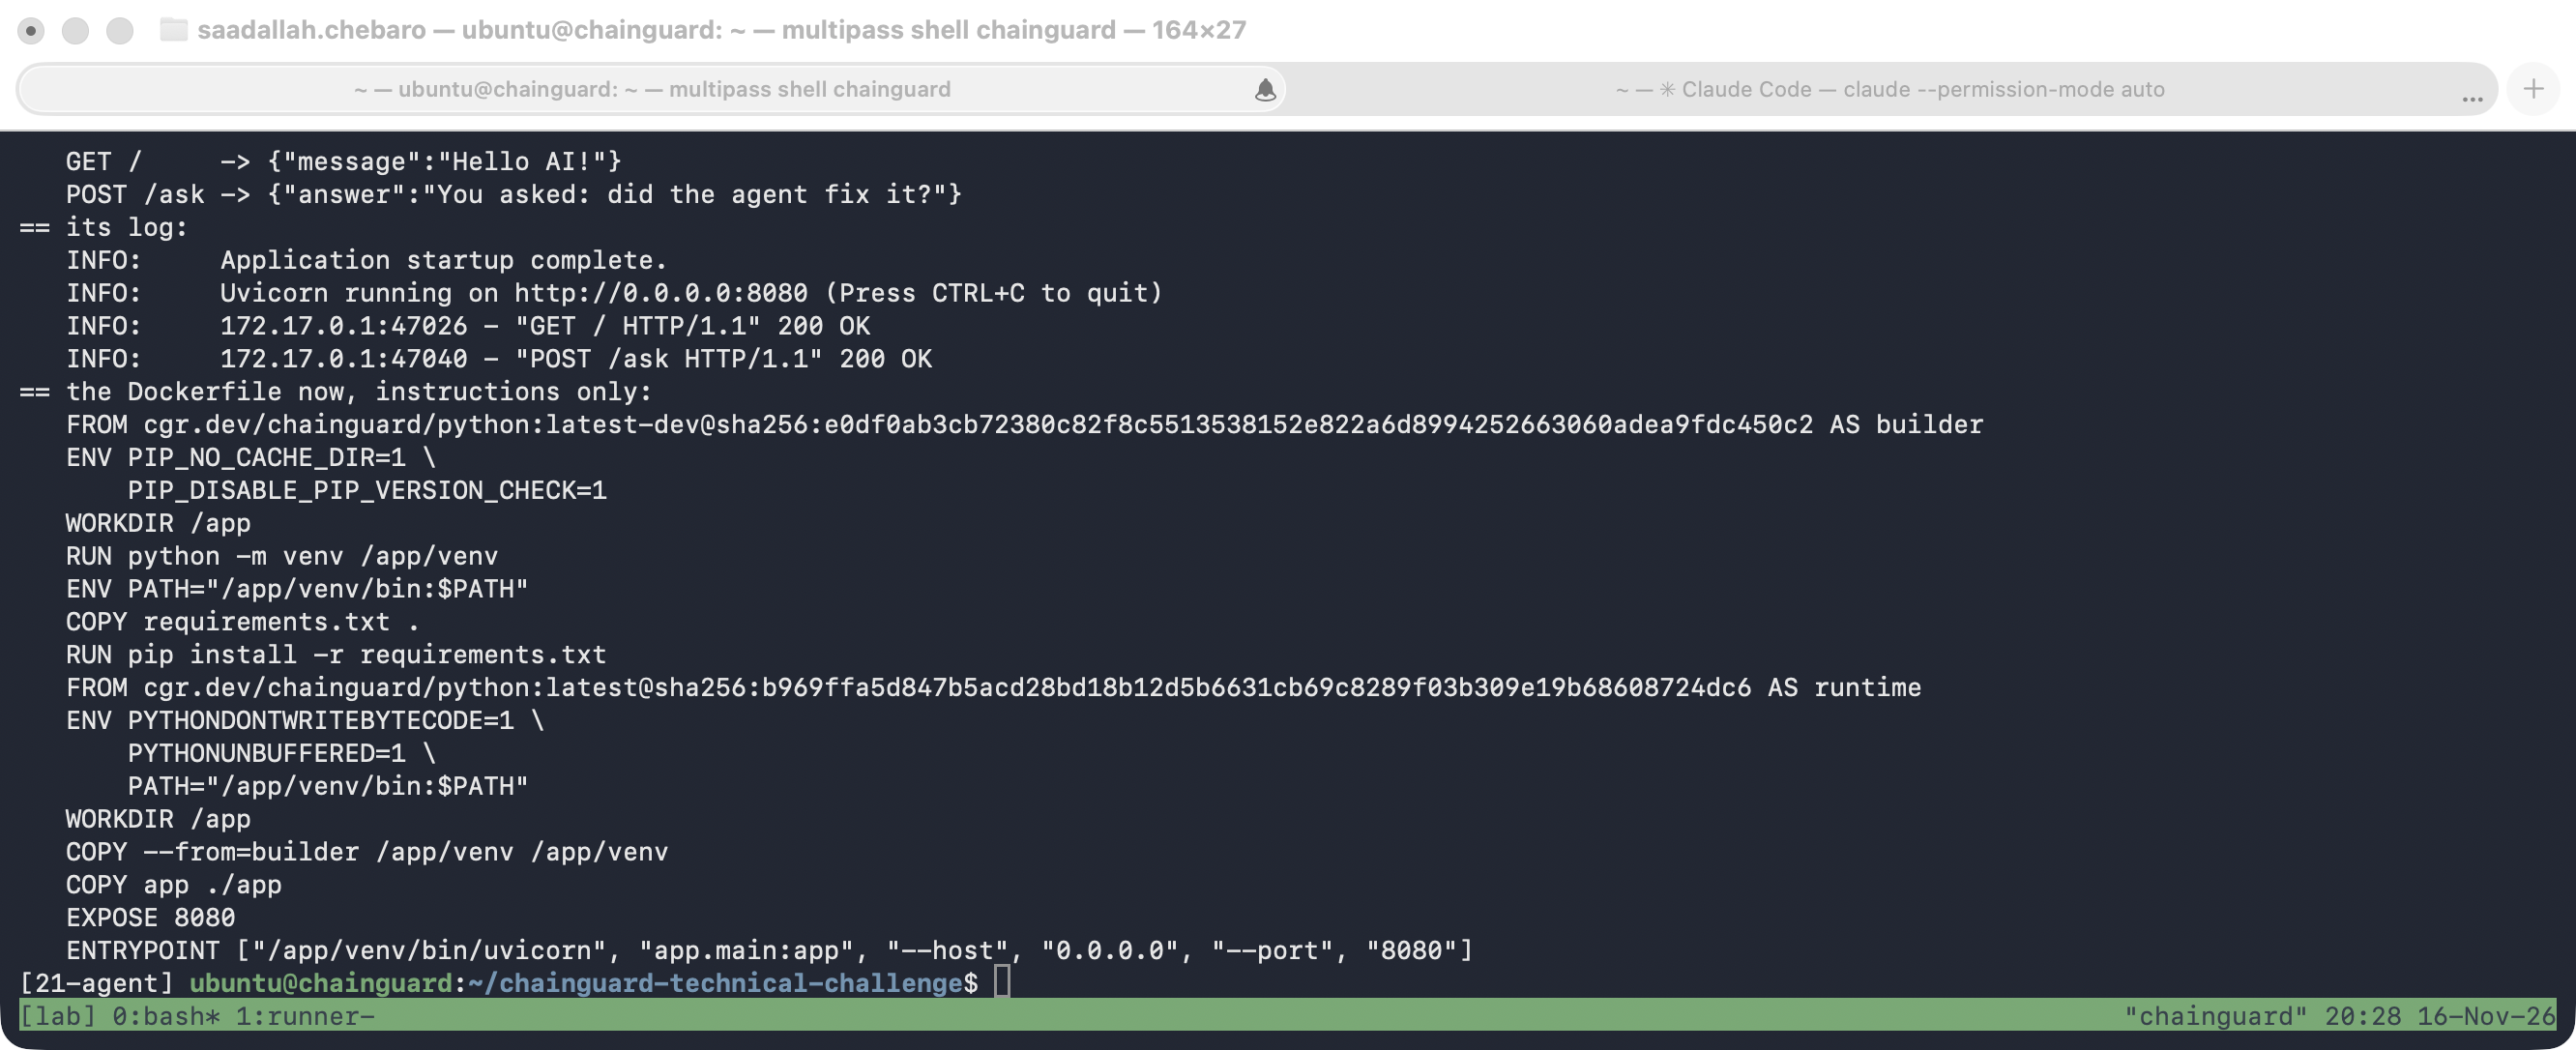 saadallah.chebaro — ubuntu@chainguard: ~ — multipass shell chainguard — 164×27
~ — ubuntu@chainguard: ~ — multipass shell chainguard
~ — ✳ Claude Code — claude --permission-mode auto
...
+
   GET /     -> {"message":"Hello AI!"}
   POST /ask -> {"answer":"You asked: did the agent fix it?"}
== its log:
   INFO:     Application startup complete.
   INFO:     Uvicorn running on http://0.0.0.0:8080 (Press CTRL+C to quit)
   INFO:     172.17.0.1:47026 - "GET / HTTP/1.1" 200 OK
   INFO:     172.17.0.1:47040 - "POST /ask HTTP/1.1" 200 OK
== the Dockerfile now, instructions only:
   FROM cgr.dev/chainguard/python:latest-dev@sha256:e0df0ab3cb72380c82f8c5513538152e822a6d8994252663060adea9fdc450c2 AS builder
   ENV PIP_NO_CACHE_DIR=1 \
       PIP_DISABLE_PIP_VERSION_CHECK=1
   WORKDIR /app
   RUN python -m venv /app/venv
   ENV PATH="/app/venv/bin:$PATH"
   COPY requirements.txt .
   RUN pip install -r requirements.txt
   FROM cgr.dev/chainguard/python:latest@sha256:b969ffa5d847b5acd28bd18b12d5b6631cb69c8289f03b309e19b68608724dc6 AS runtime
   ENV PYTHONDONTWRITEBYTECODE=1 \
       PYTHONUNBUFFERED=1 \
       PATH="/app/venv/bin:$PATH"
   WORKDIR /app
   COPY --from=builder /app/venv /app/venv
   COPY app ./app
   EXPOSE 8080
   ENTRYPOINT ["/app/venv/bin/uvicorn", "app.main:app", "--host", "0.0.0.0", "--port", "8080"]
[21-agent] ubuntu@chainguard:~/chainguard-technical-challenge$
[lab] 0:bash* 1:runner- "chainguard" 20:28 16-Nov-26